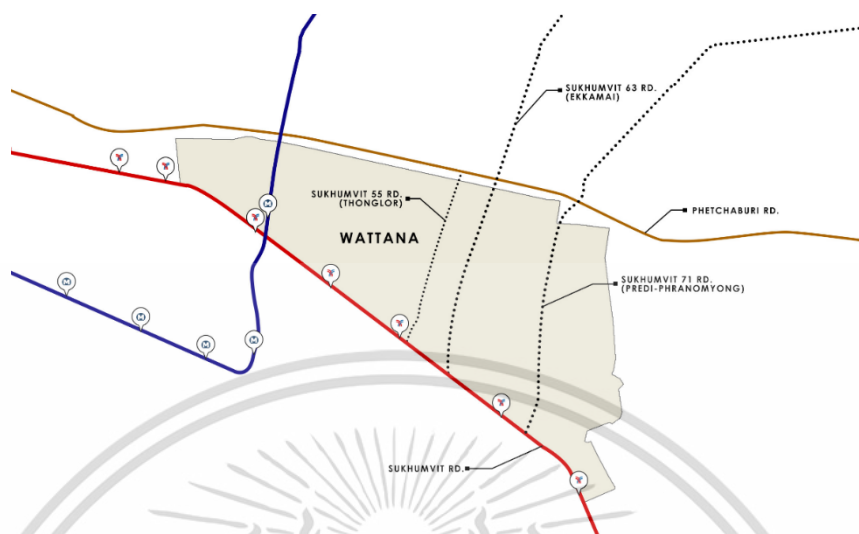 SUKHUMVIT 63 RD.
(EKKAMAI)
SUKHUMVIT 55 RD.
(THONGLOR)
PHETCHABURI RD.
WATTANA
SUKHUMVIT 71 RD.
(PREDI-PHRANOMYONG)
SUKHUMVIT RD.